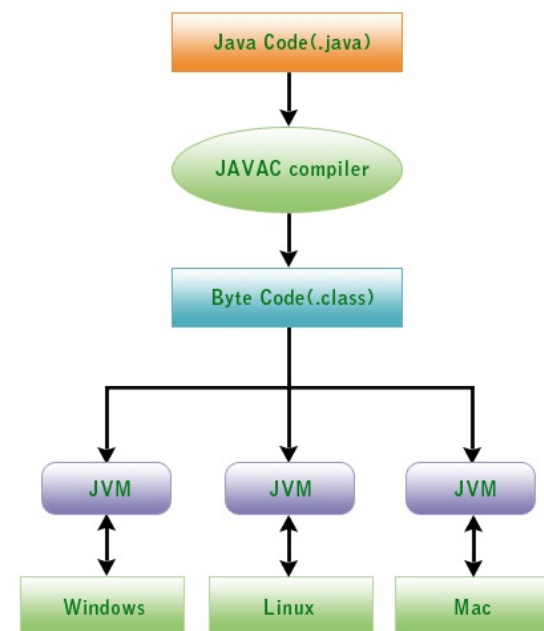 Java Code(.java)
JAVAC compiler
Byte Code(.class)
JVM
JVM
JVM
Windows
Linux
Mac